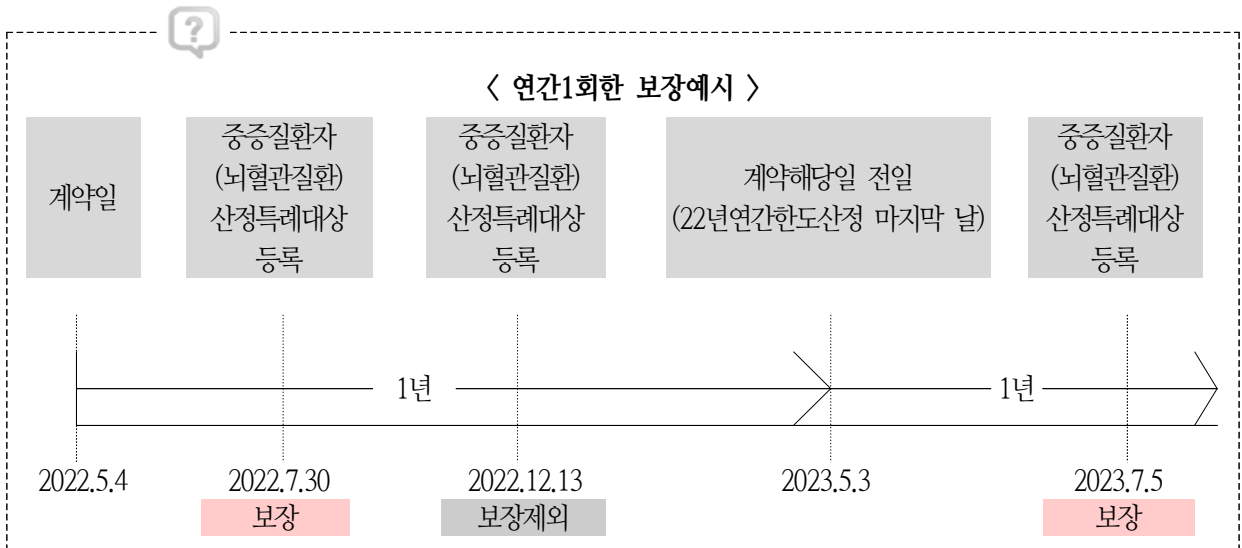 ?
〈 연간1회한 보장예시 〉
계약일
중증질환자
(뇌혈관질환)
산정특례대상
등록
중증질환자
(뇌혈관질환)
산정특례대상
등록
계약해당일 전일
(22년연간한도산정 마지막 날)
중증질환자
(뇌혈관질환)
산정특례대상
등록
1년
1년
2022.5.4
2022.7.30
보장
2022.12.13
보장제외
2023.5.3
2023.7.5
보장